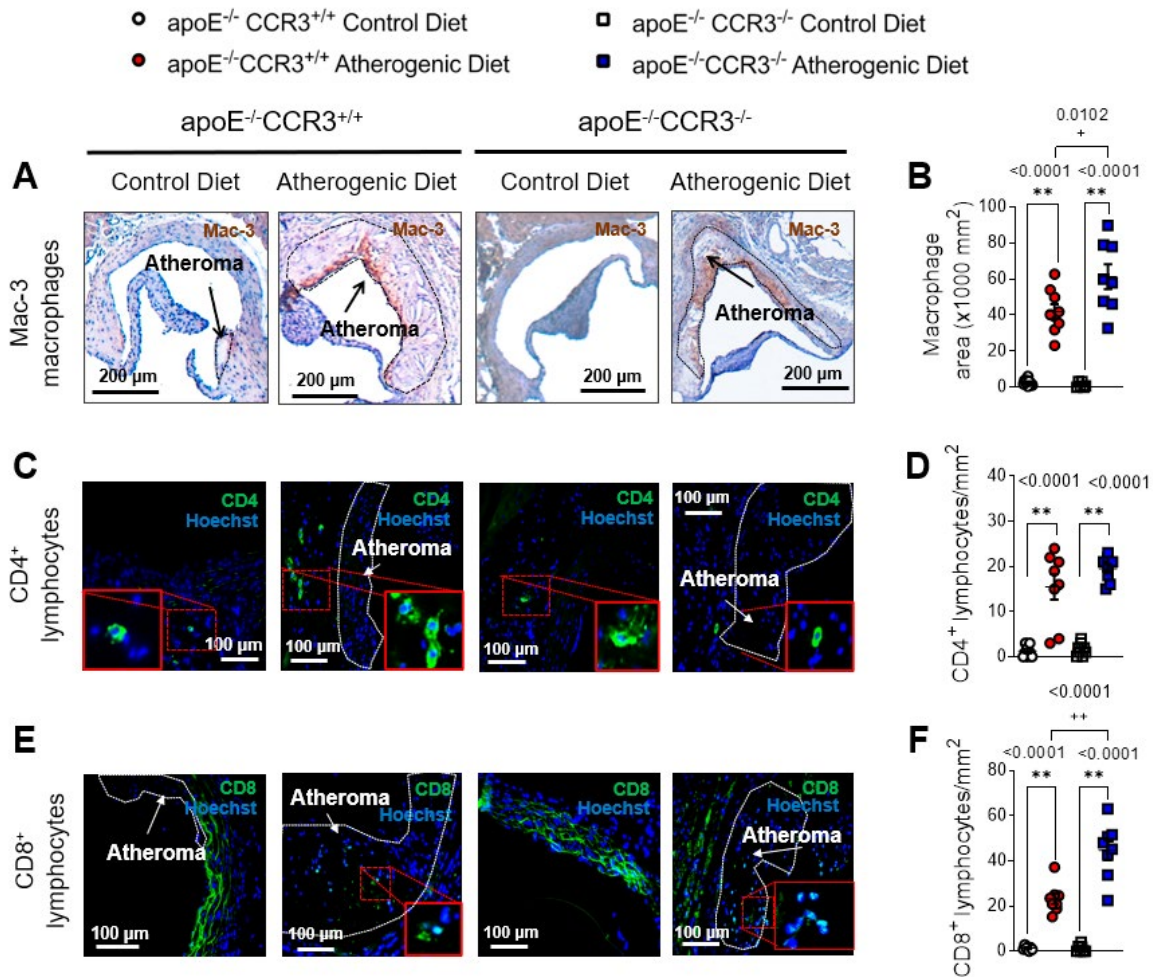 apoE⁻/⁻ CCR3⁺/⁺ Control Diet
apoE⁻/⁻ CCR3⁻/⁻ Control Diet
apoE⁻/⁻CCR3⁺/⁺ Atherogenic Diet
apoE⁻/⁻CCR3⁻/⁻ Atherogenic Diet
apoE⁻/⁻CCR3⁺/⁺
apoE⁻/⁻CCR3⁻/⁻
A
Control Diet
Atherogenic Diet
Control Diet
Atherogenic Diet
Mac-3
macrophages
Mac-3
Atheroma
200 µm
Mac-3
Atheroma
200 µm
Mac-3
200 µm
Mac-3
Atheroma
200 µm
B
0.0102
+
<0.0001
<0.0001
**
**
Macrophage
area (x1000 mm²)
100
80
60
40
20
0
C
CD4⁺
lymphocytes
CD4
Hoechst
100 µm
CD4
Hoechst
Atheroma
100 µm
CD4
Hoechst
100 µm
100 µm
CD4
Hoechst
Atheroma
D
<0.0001
<0.0001
**
**
CD4⁺ lymphocytes/mm²
40
30
20
10
0
E
CD8⁺
lymphocytes
CD8
Hoechst
Atheroma
100 µm
CD8
Atheroma
Hoechst
100 µm
CD8
Hoechst
100 µm
CD8
Hoechst
Atheroma
100 µm
F
<0.0001
++
<0.0001
<0.0001
**
**
CD8⁺ lymphocytes/mm²
80
60
40
20
0